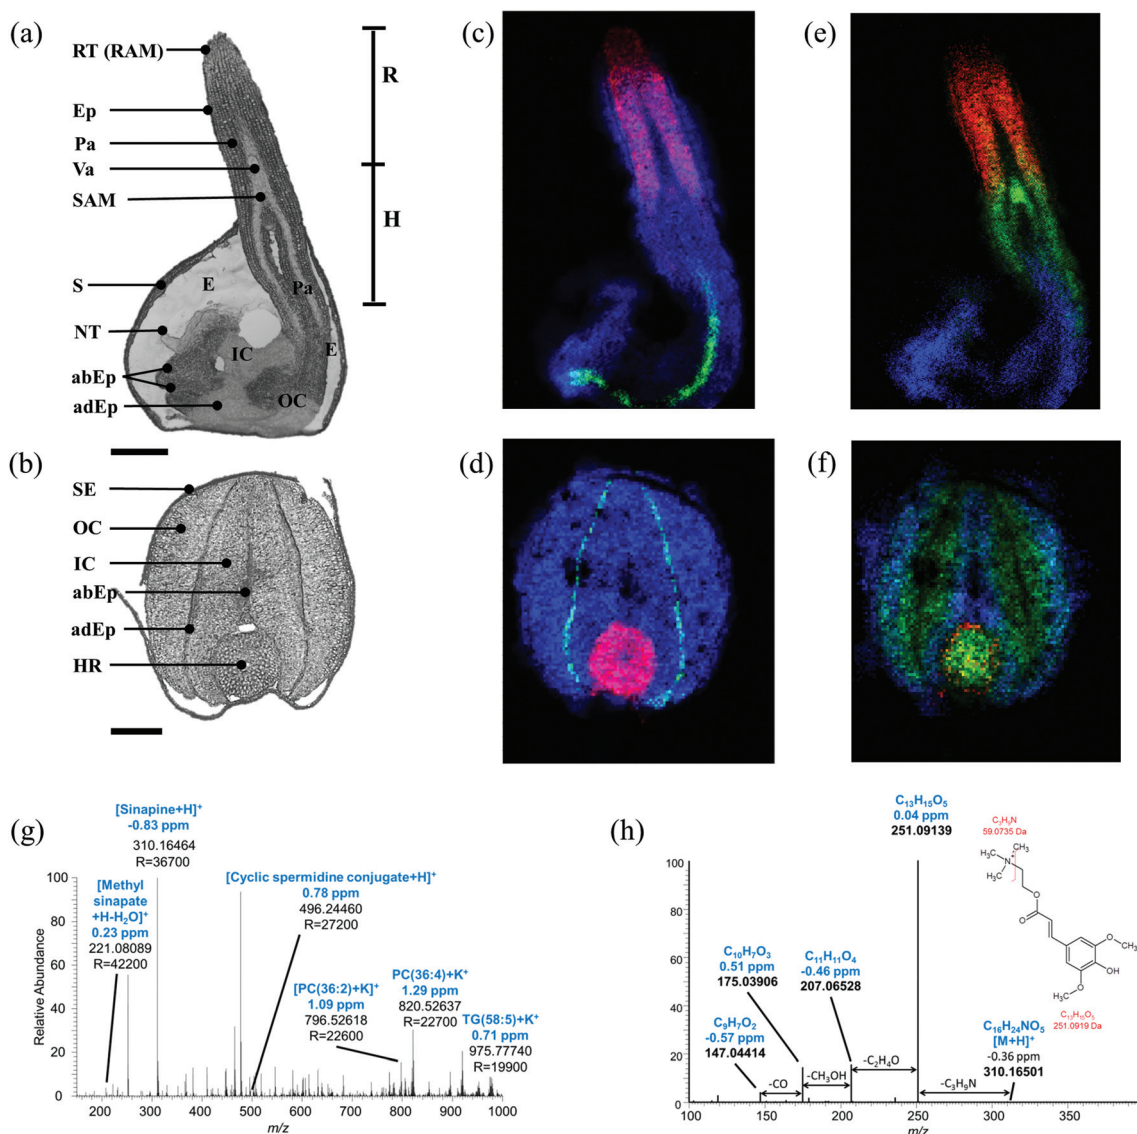 (a)
RT (RAM)
Ep
Pa
Va
SAM
S
NT
abEp
adEp
E
IC
Pa
E
OC
R
H
(c)
(e)
(b)
SE
OC
IC
abEp
adEp
HR
(d)
(f)
(g)
[Sinapine+H]⁺
-0.83 ppm
310.16464
R=36700
[Methyl
sinapate
+H-H₂O]⁺
0.23 ppm
221.08089
R=42200
[Cyclic spermidine conjugate+H]⁺
0.78 ppm
496.24460
R=27200
[PC(36:2)+K]⁺
1.09 ppm
796.52618
R=22600
PC(36:4)+K⁺
1.29 ppm
820.52637
R=22700
TG(58:5)+K⁺
0.71 ppm
975.77740
R=19900
Relative Abundance
100
80
60
40
20
0
200 300 400 500 600 700 800 900 1000
m/z
(h)
C₁₃H₁₅O₅
0.04 ppm
251.09139
C₃H₉N
59.0735 Da
H₃C
N⁺
CH₃
H₃C
O
O
O
CH₃
OH
O
CH₃
C₁₃H₁₅O₅
251.0919 Da
C₁₀H₇O₃
0.51 ppm
175.03906
C₁₁H₁₁O₄
-0.46 ppm
207.06528
C₉H₇O₂
-0.57 ppm
147.04414
C₁₆H₂₄NO₅
[M+H]⁺
-0.36 ppm
310.16501
-CO
-CH₃OH
-C₂H₄O
-C₃H₉N
100
80
60
40
20
0
100 150 200 250 300 350
m/z